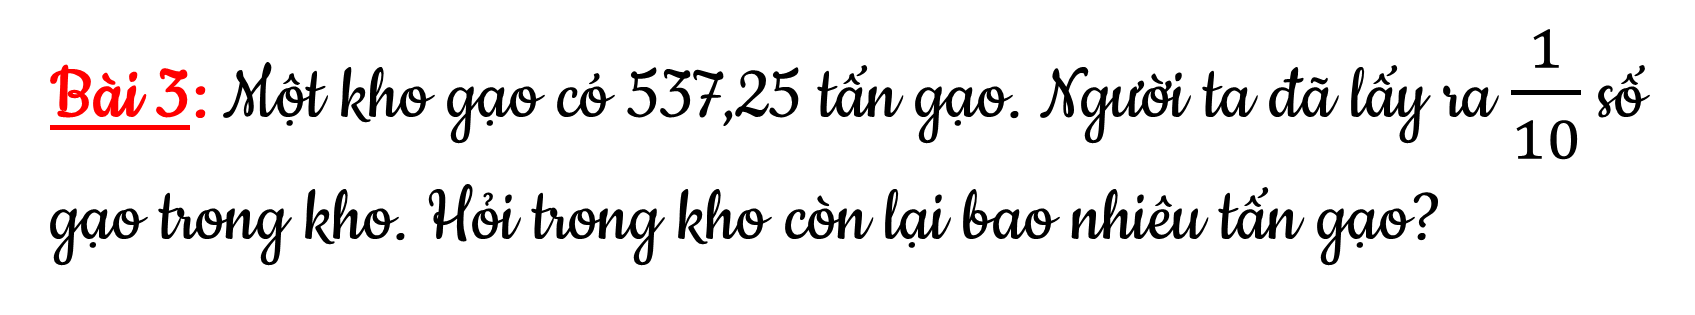 Bài 3: Một kho gạo có 537,25 tấn gạo. Người ta đã lấy ra 1/10 số
gạo trong kho. Hỏi trong kho còn lại bao nhiêu tấn gạo?